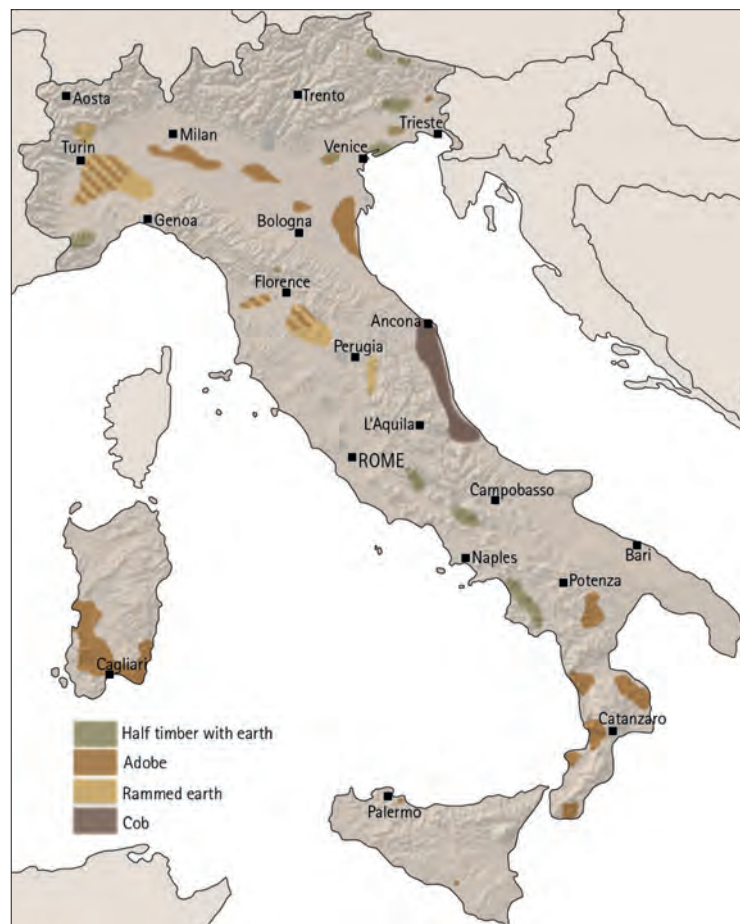 Aosta
Trento
Milan
Trieste
Turin
Venice
Genoa
Bologna
Florence
Ancona
Perugia
L'Aquila
ROME
Campobasso
Naples
Bari
Potenza
Cagliari
Catanzaro
Palermo
Half timber with earth
Adobe
Rammed earth
Cob